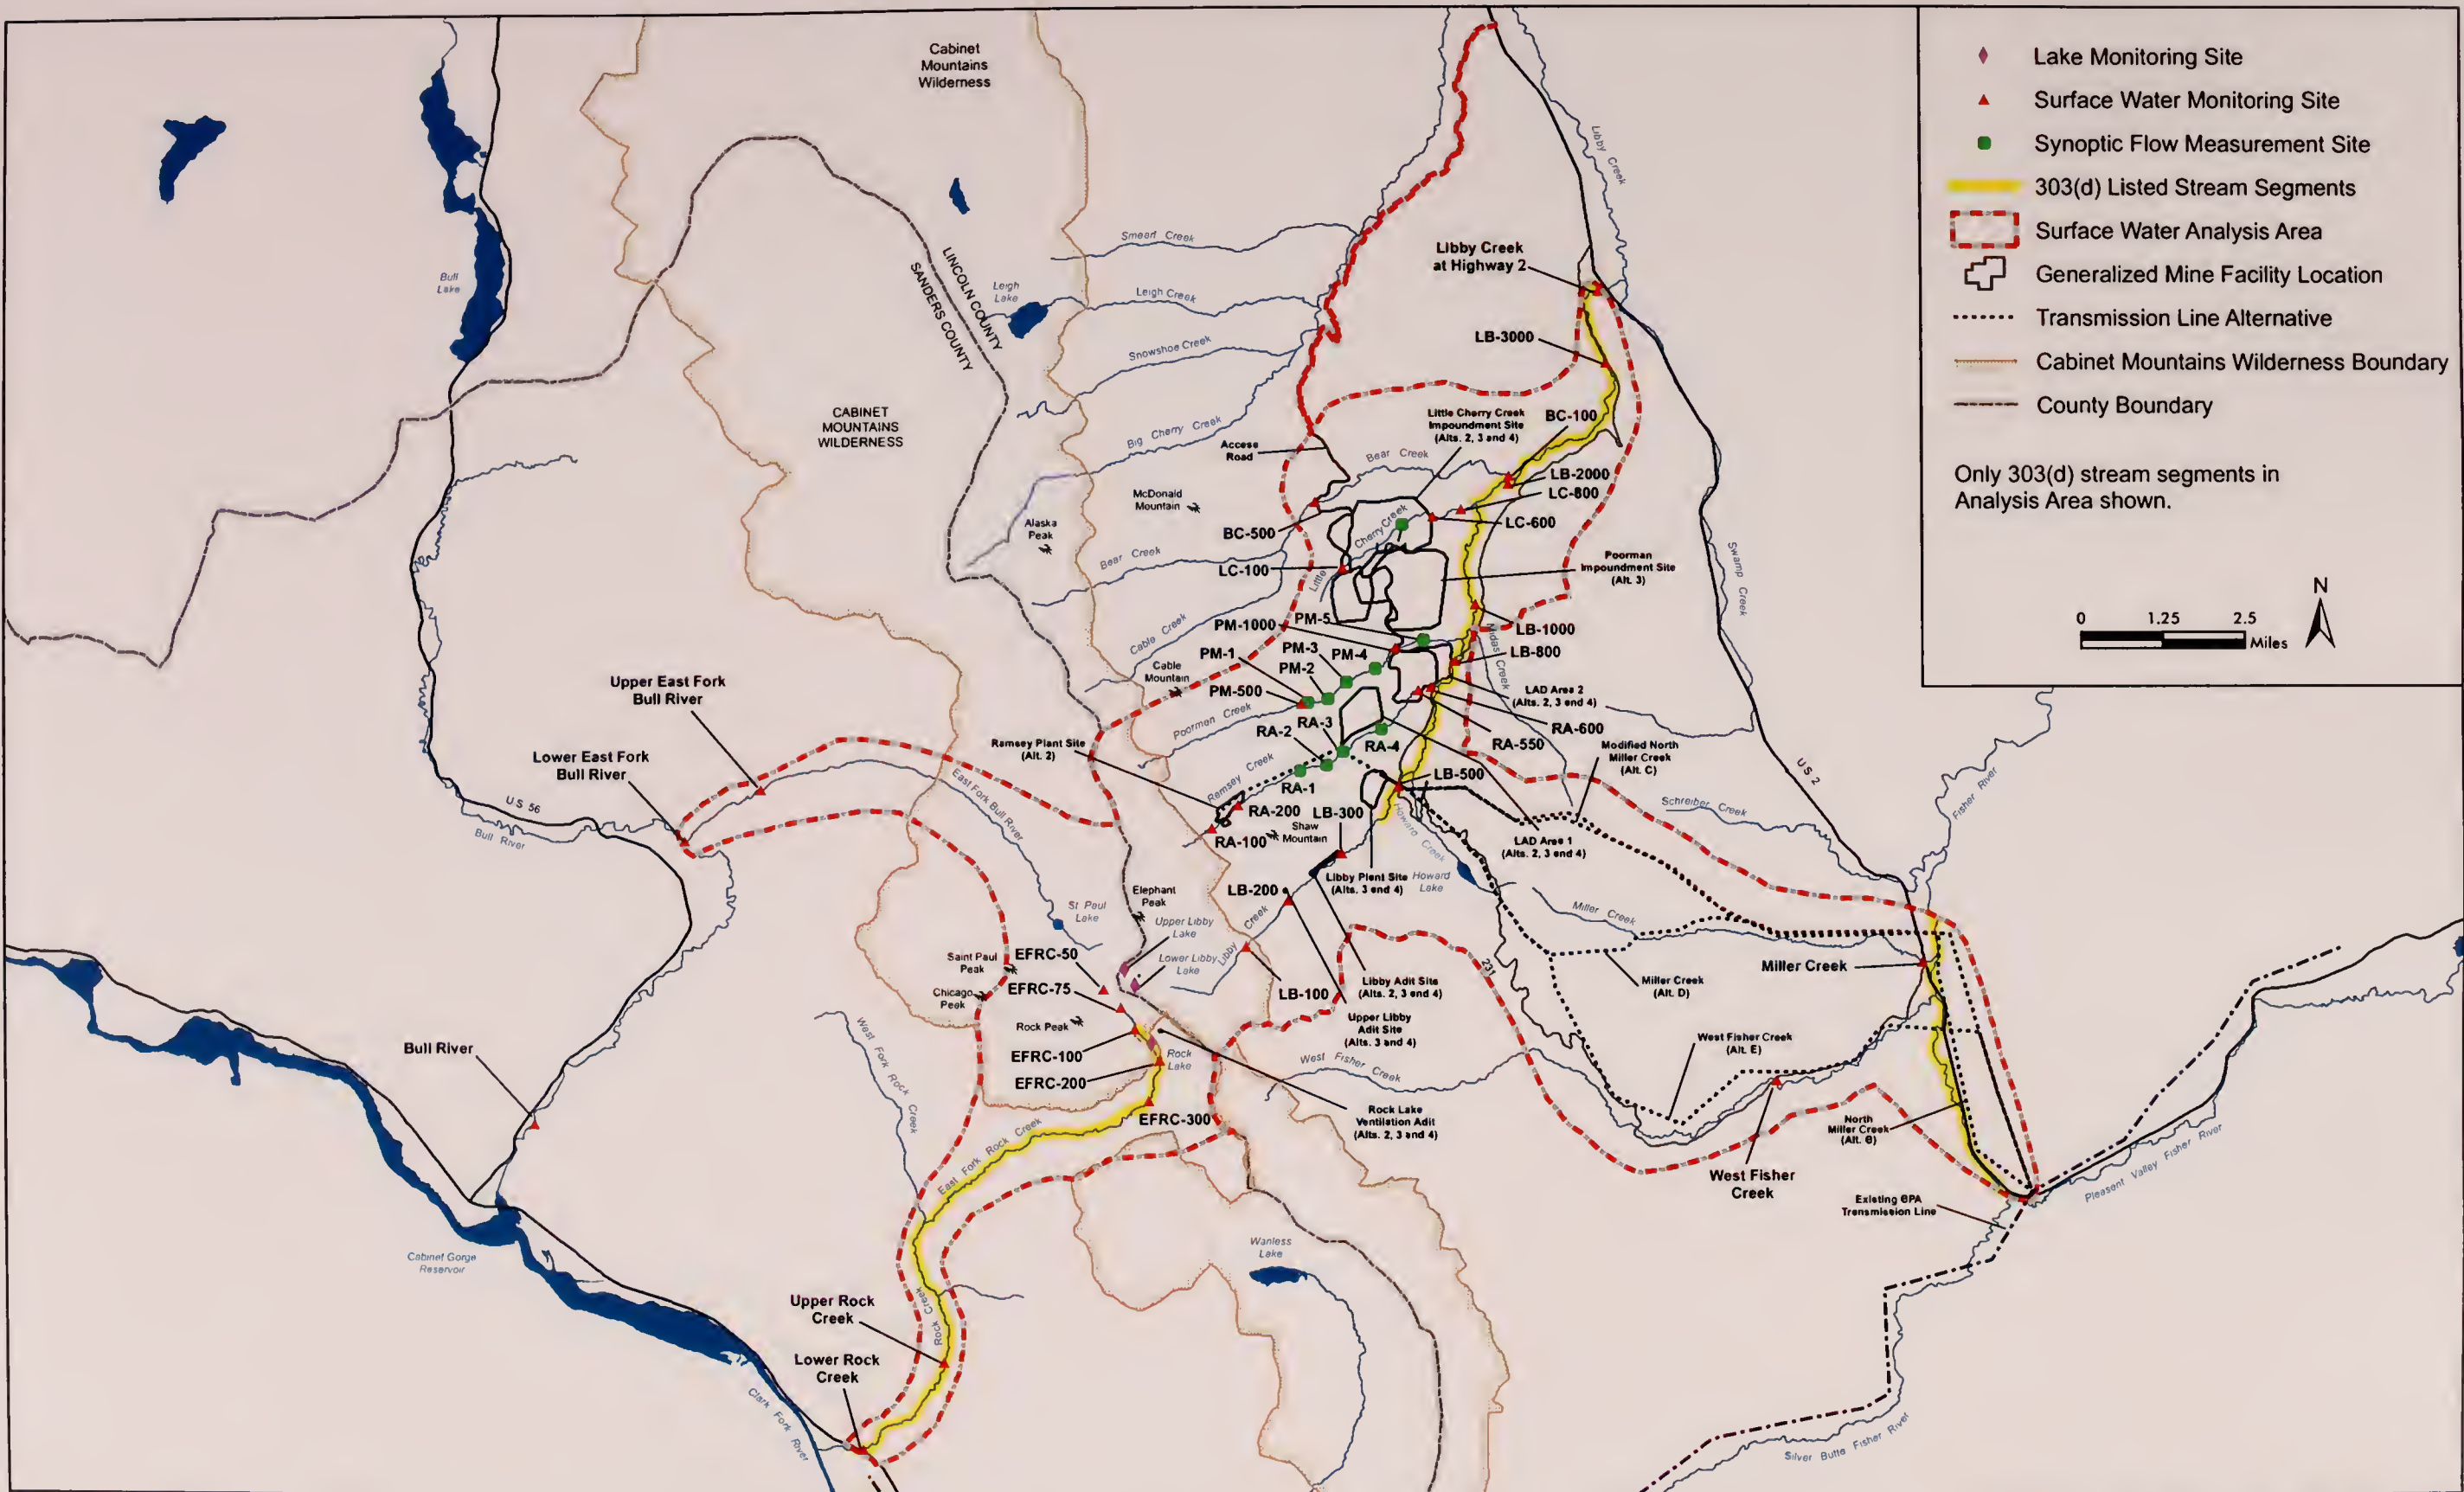 Lake Monitoring Site
Surface Water Monitoring Site
Synoptic Flow Measurement Site
303(d) Listed Stream Segments
Surface Water Analysis Area
Generalized Mine Facility Location
Transmission Line Alternative
Cabinet Mountains Wilderness Boundary
County Boundary
Only 303(d) stream segments in
Analysis Area shown.
N
0 1.25 2.5
Miles
Cabinet
Mountains
Wilderness
Libby Creek
Smearl Creek
Libby Creek
at Highway 2
LINCOLN COUNTY
SANDERS COUNTY
Bull
Lake
Leigh
Lake
Leigh Creek
LB-3000
Snowshoe Creek
CABINET
MOUNTAINS
WILDERNESS
Little Cherry Creek
Impoundment Site
(Alts. 2, 3 and 4)
BC-100
Big Cherry Creek
Access
Road
Bear Creek
LB-2000
LC-800
McDonald
Mountain
Alaska
Peak
LC-600
BC-500
Little Cherry Creek
Bear Creek
LC-100
Poorman
Impoundment Site
(Alt. 3)
Swamp Creek
Cable Creek
PM-1000
PM-5
LB-1000
Midas Creek
LB-800
PM-1
PM-3
PM-4
PM-2
Cable
Mountain
PM-500
Upper East Fork
Bull River
LAD Area 2
(Alts. 2, 3 and 4)
Poorman Creek
RA-3
RA-2
RA-4
RA-600
RA-550
Ramsey Plant Site
(Alt. 2)
Modified North
Miller Creek
(Alt. C)
Lower East Fork
Bull River
Ramsey Creek
RA-1
LB-500
U.S 2
East Fork Bull River
U.S 56
Bull River
RA-200
LB-300
RA-100
Shaw
Mountain
Howard Creek
Schreiber Creek
Fisher River
LAD Area 1
(Alts. 2, 3 and 4)
Libby Plant Site
(Alts. 3 and 4)
Howard
Lake
LB-200
Elephant
Peak
St Paul
Lake
Upper Libby
Lake
Miller Creek
Libby Creek
Saint Paul
Peak
EFRC-50
Lower Libby
Lake
231
Miller Creek
Chicago
Peak
EFRC-75
LB-100
Libby Adit Site
(Alts. 2, 3 and 4)
Miller Creek
(Alt. D)
Rock Peak
Upper Libby
Adit Site
(Alts. 3 and 4)
West Fork Rock Creek
Bull River
EFRC-100
Rock
Lake
EFRC-200
West Fisher Creek
West Fisher Creek
(Alt. E)
EFRC-300
Rock Lake
Ventilation Adit
(Alts. 2, 3 and 4)
North
Miller Creek
(Alt. B)
East Fork Rock Creek
West Fisher
Creek
Pleasant Valley Fisher River
Existing BPA
Transmission Line
Cabinet Gorge
Reservoir
Wanless
Lake
Upper Rock
Creek
Rock Creek
Lower Rock
Creek
Clark Fork River
Silver Butte Fisher River